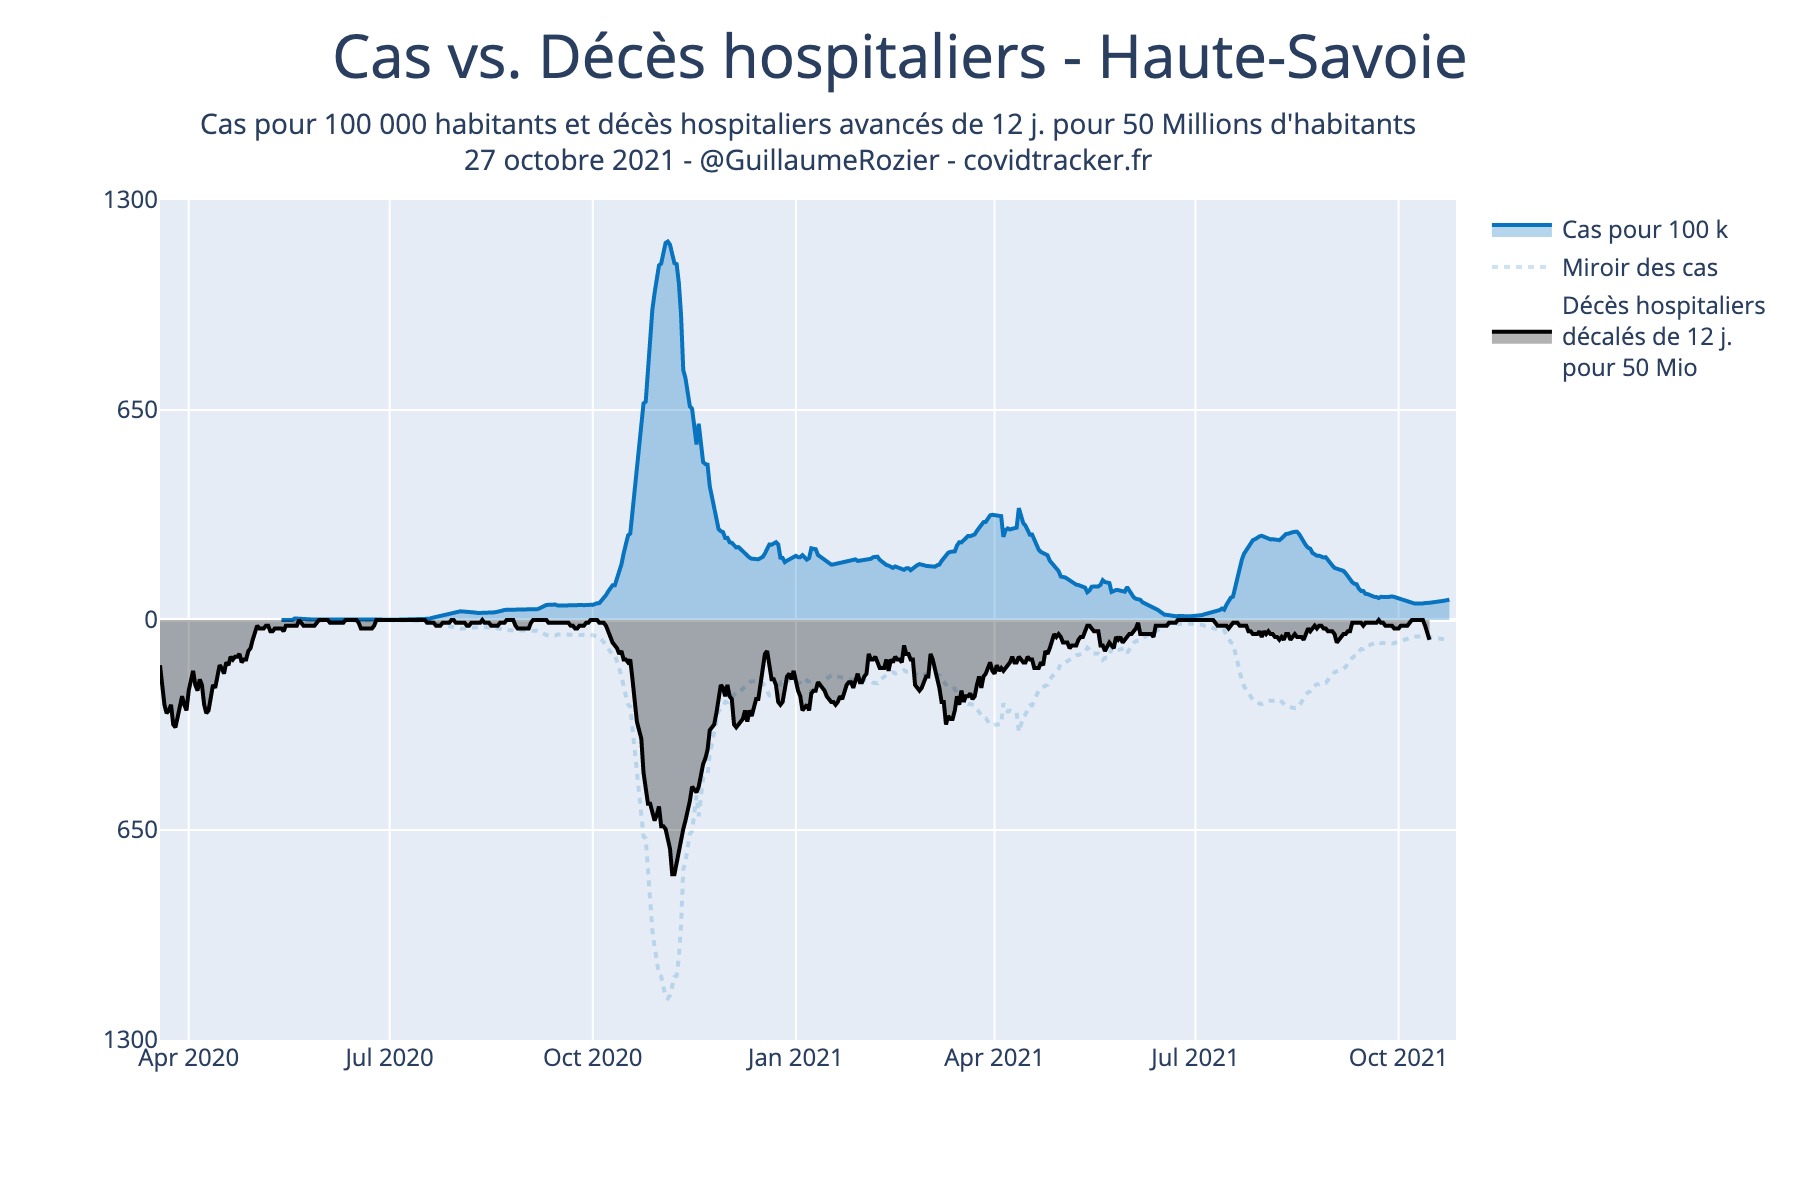 Cas vs. Décès hospitaliers - Haute-Savoie
Cas pour 100 000 habitants et décès hospitaliers avancés de 12 j. pour 50 Millions d'habitants
27 octobre 2021 - @GuillaumeRozier - covidtracker.fr
1300
650
0
650
1300
Apr 2020
Jul 2020
Oct 2020
Jan 2021
Apr 2021
Jul 2021
Oct 2021
Cas pour 100 k
Miroir des cas
Décès hospitaliers
décalés de 12 j.
pour 50 Mio